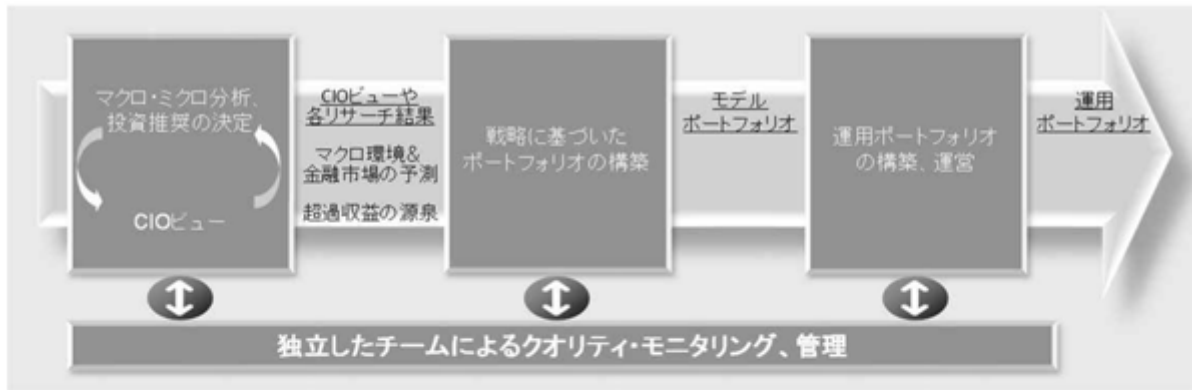 マクロ・ミクロ分析、
投資推奨の決定
CIOビュー
CIOビューや
各リサーチ結果
マクロ環境&
金融市場の予測
超過収益の源泉
戦略に基づいた
ポートフォリオの構築
モデル
ポートフォリオ
運用ポートフォリオ
の構築、運営
運用
ポートフォリオ
独立したチームによるクオリティ・モニタリング、管理